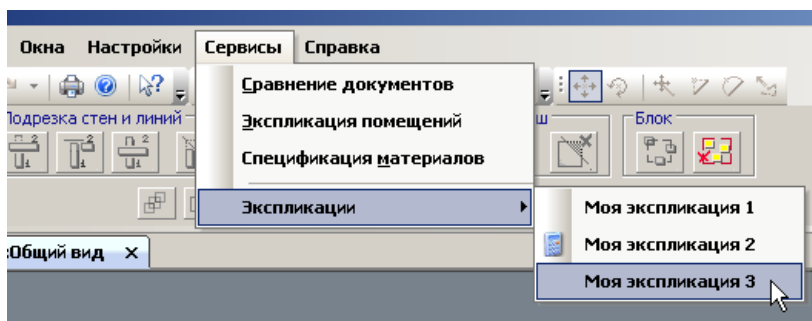 Окна Настройки Сервисы Справка
Сравнение документов
Экспликация помещений
Спецификация материалов
Экспликации
Подрезка стен и линий
ш
Блок
Моя экспликация 1
Моя экспликация 2
Моя экспликация 3
:Общий вид x